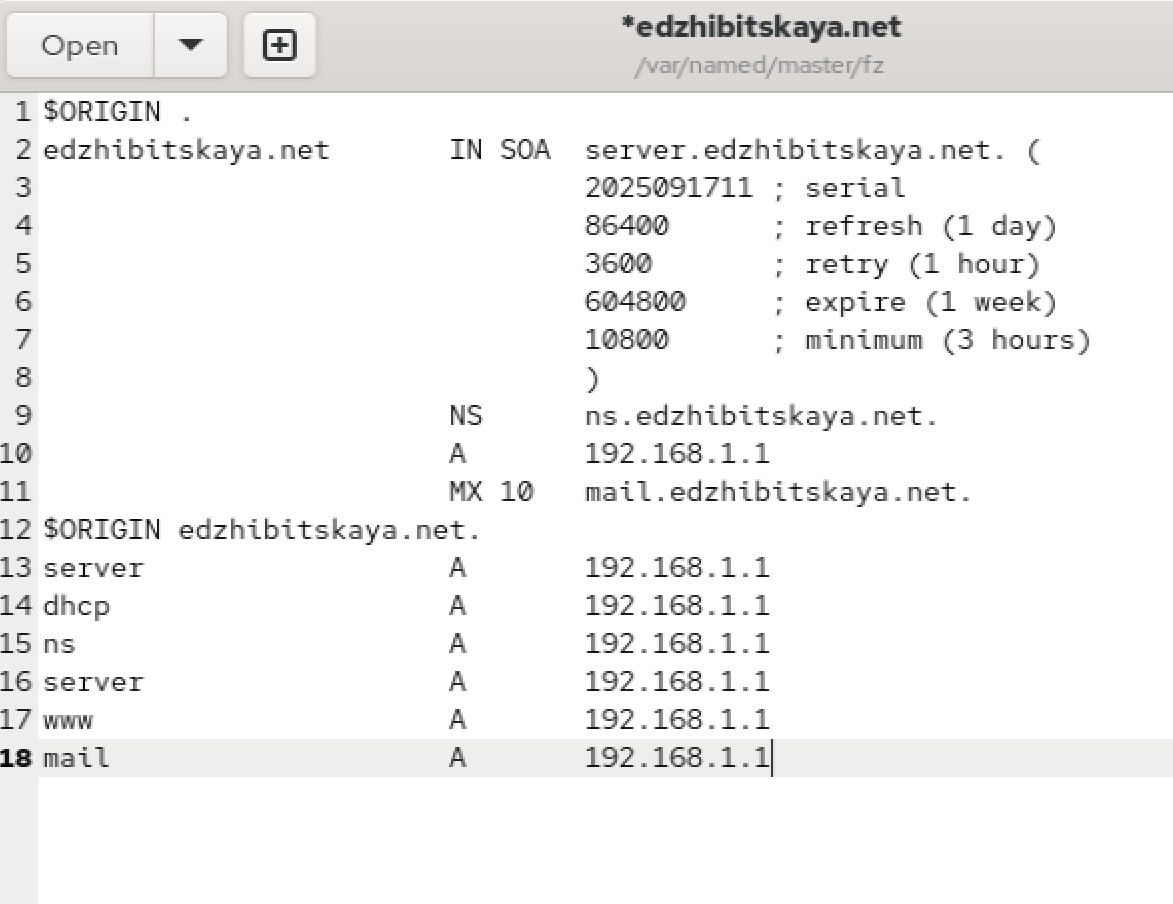 Open
*edzhibitskaya.net
/var/named/master/fz
1 $ORIGIN .
2 edzhibitskaya.net IN SOA server.edzhibitskaya.net. (
3 2025091711 ; serial
4 86400 ; refresh (1 day)
5 3600 ; retry (1 hour)
6 604800 ; expire (1 week)
7 10800 ; minimum (3 hours)
8 )
9 NS ns.edzhibitskaya.net.
10 A 192.168.1.1
11 MX 10 mail.edzhibitskaya.net.
12 $ORIGIN edzhibitskaya.net.
13 server A 192.168.1.1
14 dhcp A 192.168.1.1
15 ns A 192.168.1.1
16 server A 192.168.1.1
17 www A 192.168.1.1
18 mail A 192.168.1.1